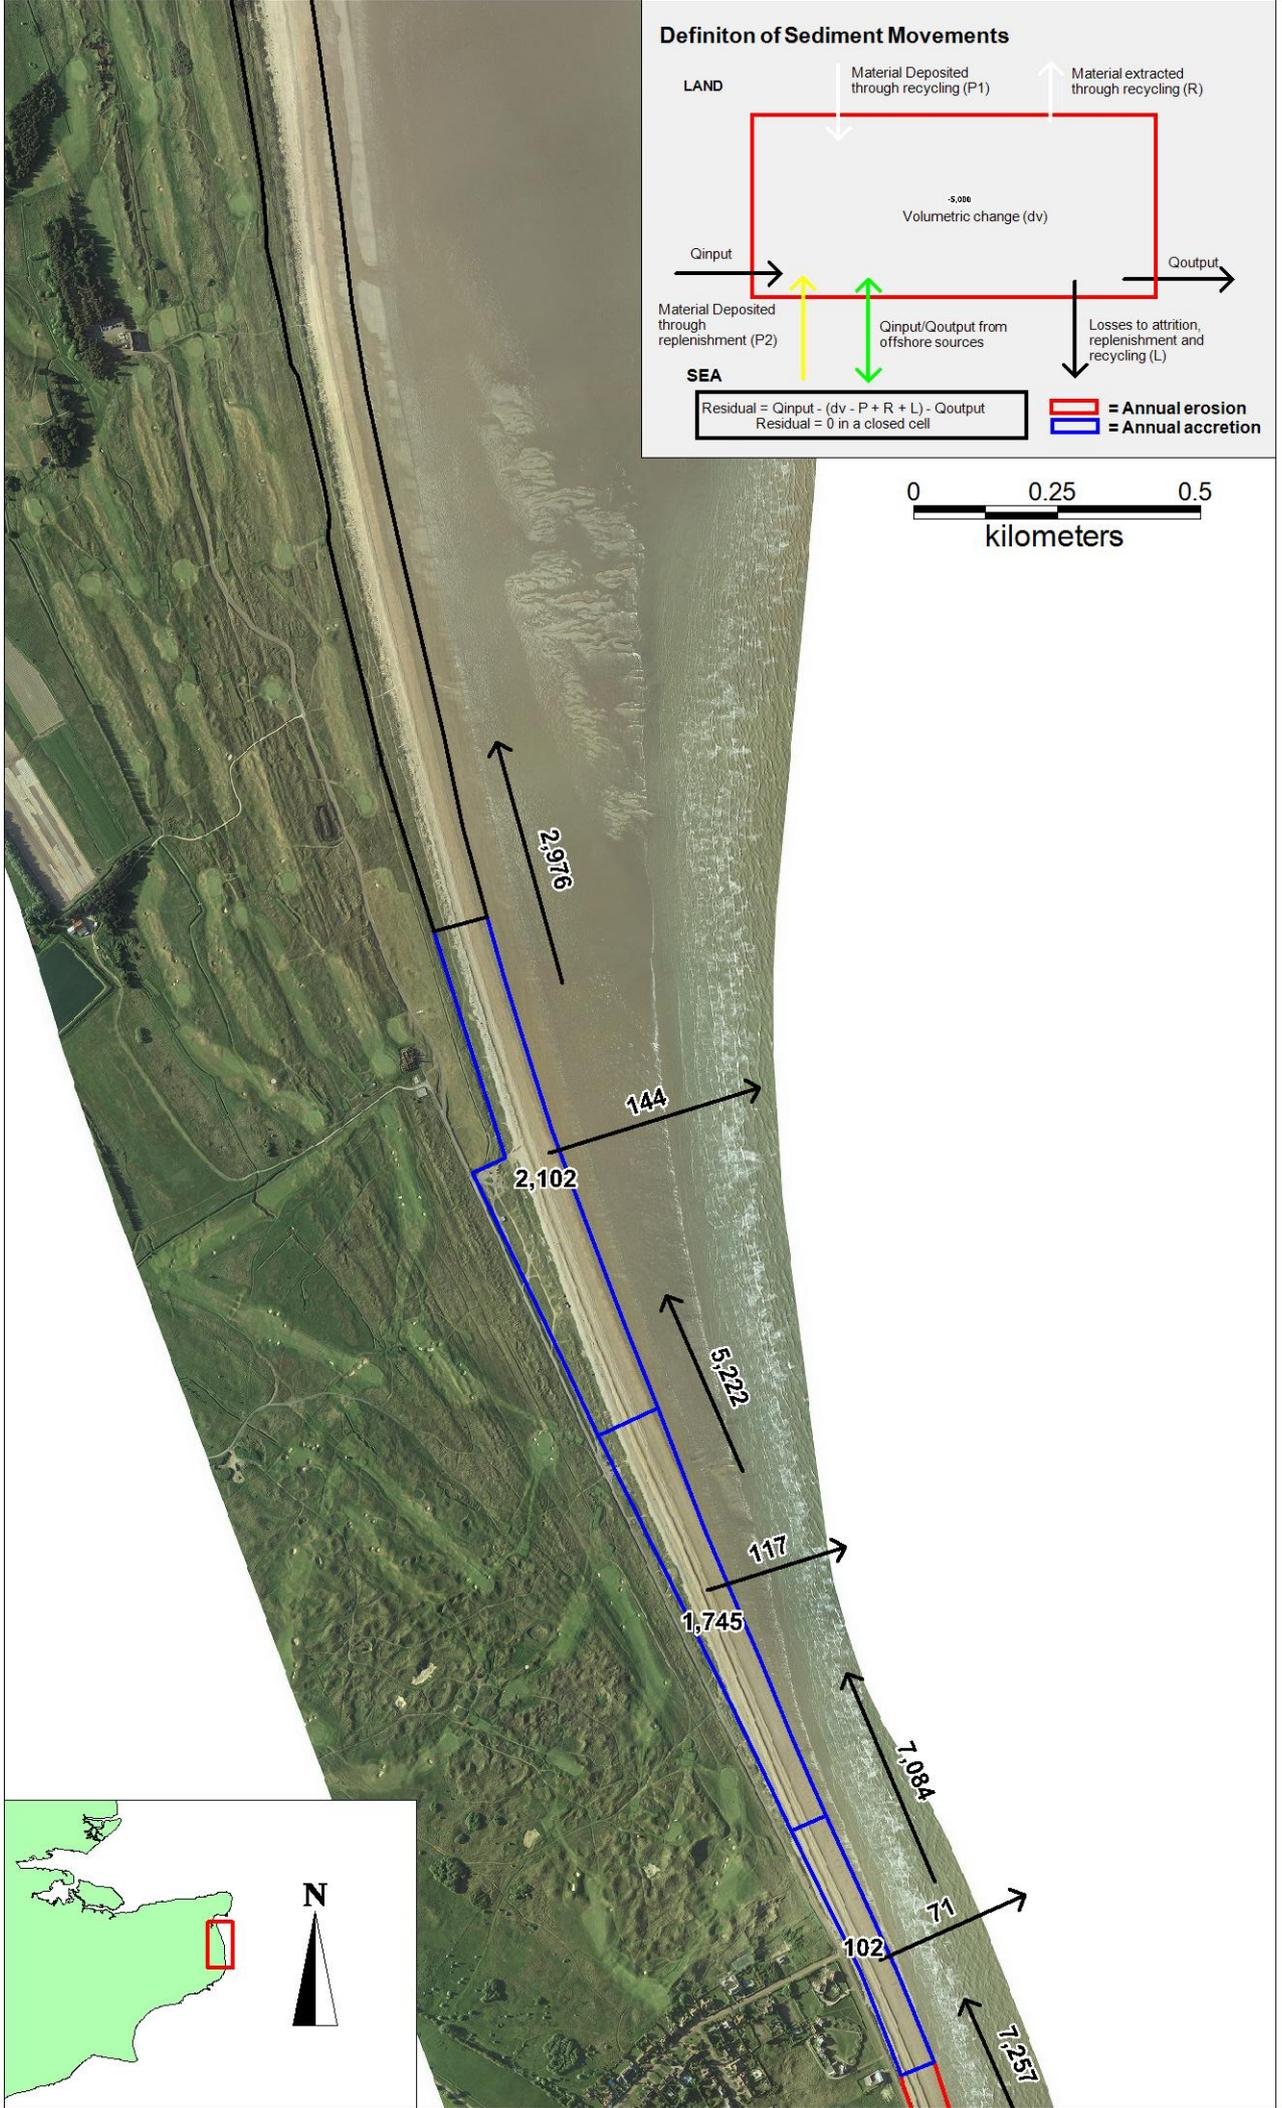 Definiton of Sediment Movements
LAND
Material Deposited
through recycling (P1)
Material extracted
through recycling (R)
-5,000
Volumetric change (dv)
Qinput
Qoutput
Material Deposited
through
replenishment (P2)
Qinput/Qoutput from
offshore sources
Losses to attrition,
replenishment and
recycling (L)
SEA
Residual = Qinput - (dv - P + R + L) - Qoutput
Residual = 0 in a closed cell
= Annual erosion
= Annual accretion
0 0.25 0.5
kilometers
2,976
144
2,102
5,222
117
1,745
7,084
71
102
7,257
N